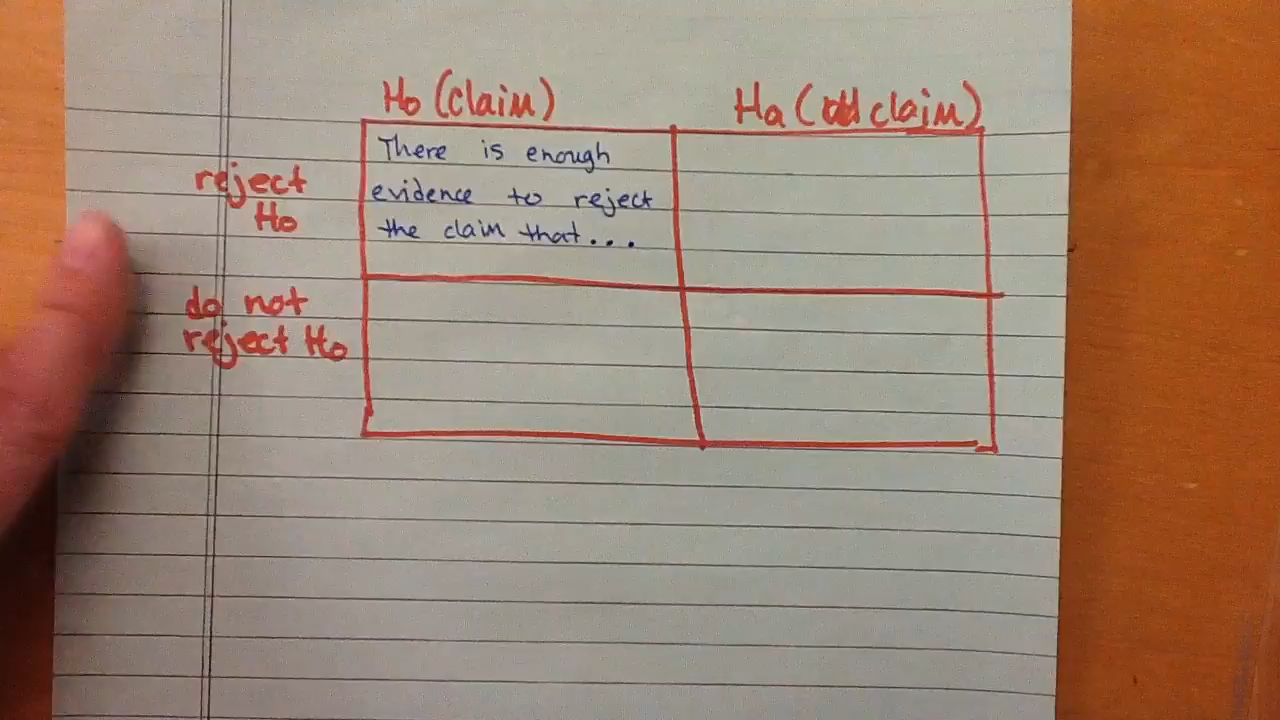 Ho (claim)
Ha ( claim)
reject
Ho
There is enough
evidence to reject
the claim that...
do not
reject Ho